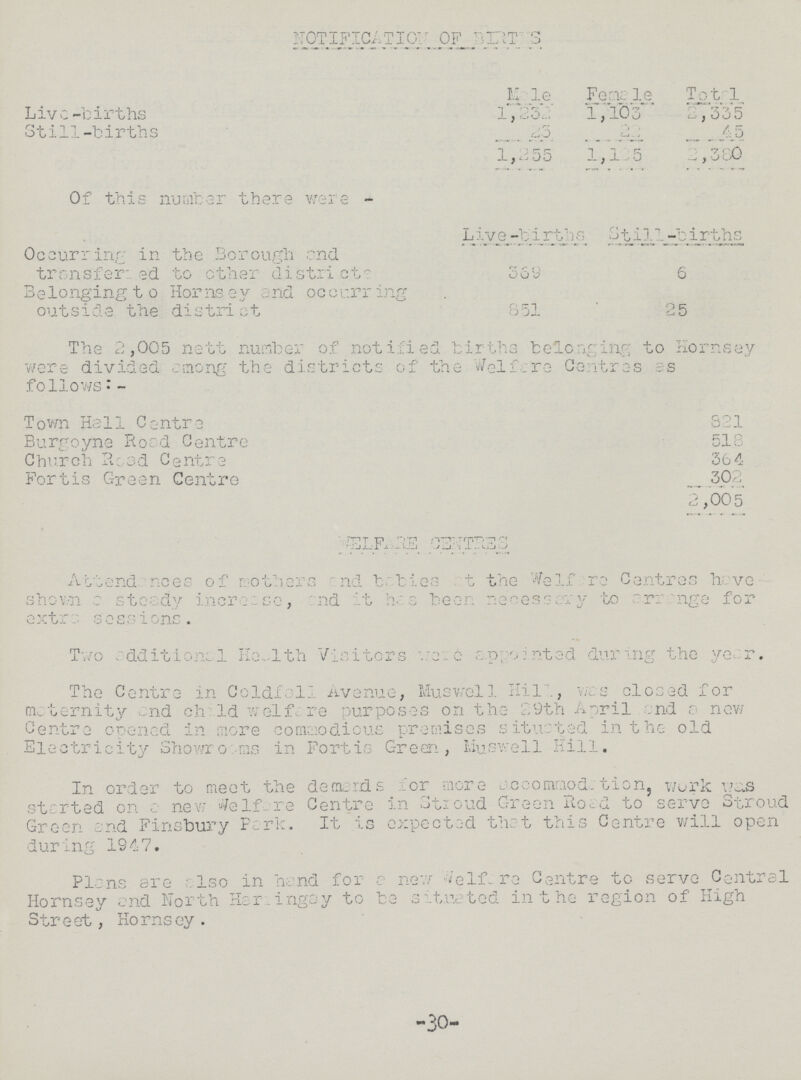 NOTIFICATION OF BIRTHS
Male Female Total
Live-births 1,232 1,103 2,335
Still-births 23 22 45
1,255 1,125 2,380
Of this number there were -
Live-births Still-births
Occurring in the Borough and
transferred to other districts 369 6
Belonging to Hornsey and occurring
outside the district 851 25
The 2,005 nett number of notified births belonging to Hornsey
were divided among the districts of the Welfare Centres as
follows:-
Town Hall Centre 821
Burgoyne Road Centre 518
Church Road Centre 364
Fortis Green Centre 302
2,005
WELFARE CENTRES
Attendances of mothers and babies at the Welfare Centres have
shown a steady increase, and it has been necessary to arrange for
extra sessions.
Two additional Health Visitors were appointed during the year.
The Centre in Coldfall Avenue, Muswell Hill, was closed for
maternity and child welfare purposes on the 29th April and a new
Centre opened in more commodious premises situated in the old
Electricity Showrooms in Fortis Green, Muswell Hill.
In order to meet the demands for more accommodation, work was
started on a new Welfare Centre in Stroud Green Road to serve Stroud
Green and Finsbury Park. It is expected that this Centre will open
during 1947.
Plans are also in hand for a new Welfare Centre to serve Central
Hornsey and North Harringay to be situated in the region of High
Street, Hornsey.
-30-